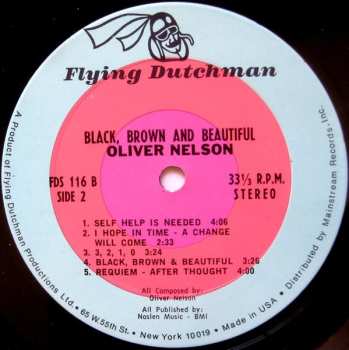 Flying Dutchman
BLACK, BROWN AND BEAUTIFUL
OLIVER NELSON
FDS 116 B
SIDE 2
33⅓ R.P.M.
STEREO
1. SELF HELP IS NEEDED 4:06
2. I HOPE IN TIME - A CHANGE
WILL COME 2:33
3. 3, 2, 1, 0 3:24
4. BLACK, BROWN & BEAUTIFUL 3:26
5. REQUIEM - AFTER THOUGHT 4:00
All Composed by:
Oliver Nelson
All Published by:
Noslen Music - BMI
A Product of Flying Dutchman Productions Ltd. • 65 W.55th St. • New York 10019 • Made in USA • Distributed by Mainstream Records, Inc.